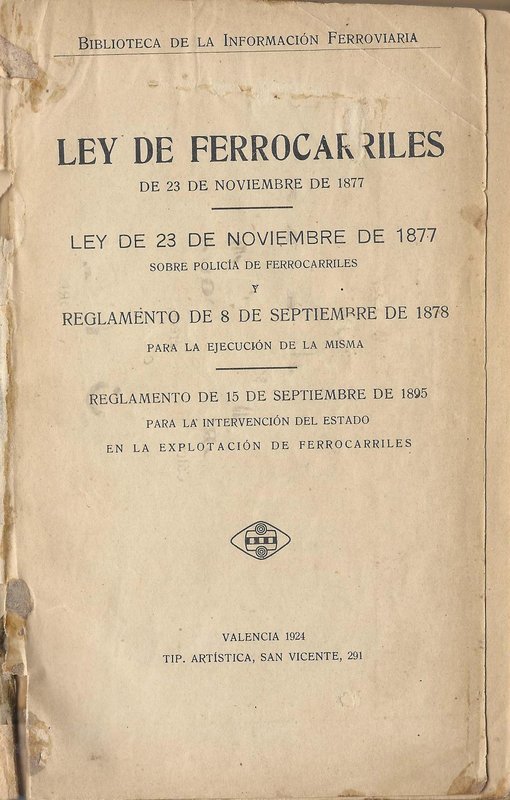 BIBLIOTECA DE LA INFORMACIÓN FERROVIARIA
LEY DE FERROCARRILES
DE 23 DE NOVIEMBRE DE 1877
LEY DE 23 DE NOVIEMBRE DE 1877
SOBRE POLICÍA DE FERROCARRILES
Y
REGLAMENTO DE 8 DE SEPTIEMBRE DE 1878
PARA LA EJECUCIÓN DE LA MISMA
REGLAMENTO DE 15 DE SEPTIEMBRE DE 1895
PARA LA INTERVENCIÓN DEL ESTADO
EN LA EXPLOTACIÓN DE FERROCARRILES
VALENCIA 1924
TIP. ARTÍSTICA, SAN VICENTE, 291